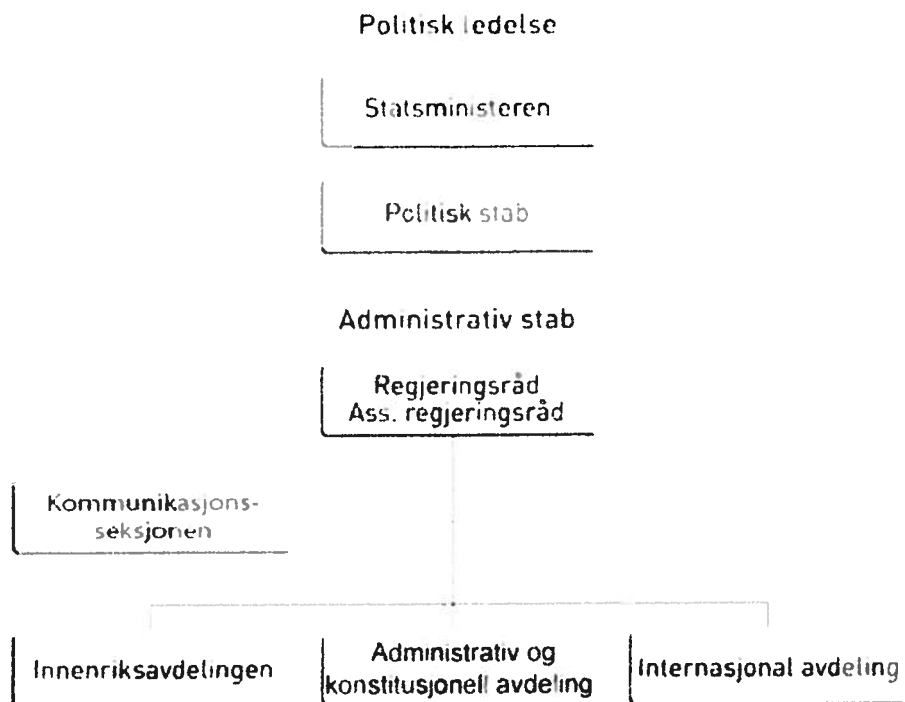 Politisk ledelse
Statsministeren
Politisk stab
Administrativ stab
Regjeringsråd
Ass. regjeringsråd
Kommunikasjons-
seksjonen
Innenriksavdelingen
Administrativ og
konstitusjonell avdeling
Internasjonal avdeling